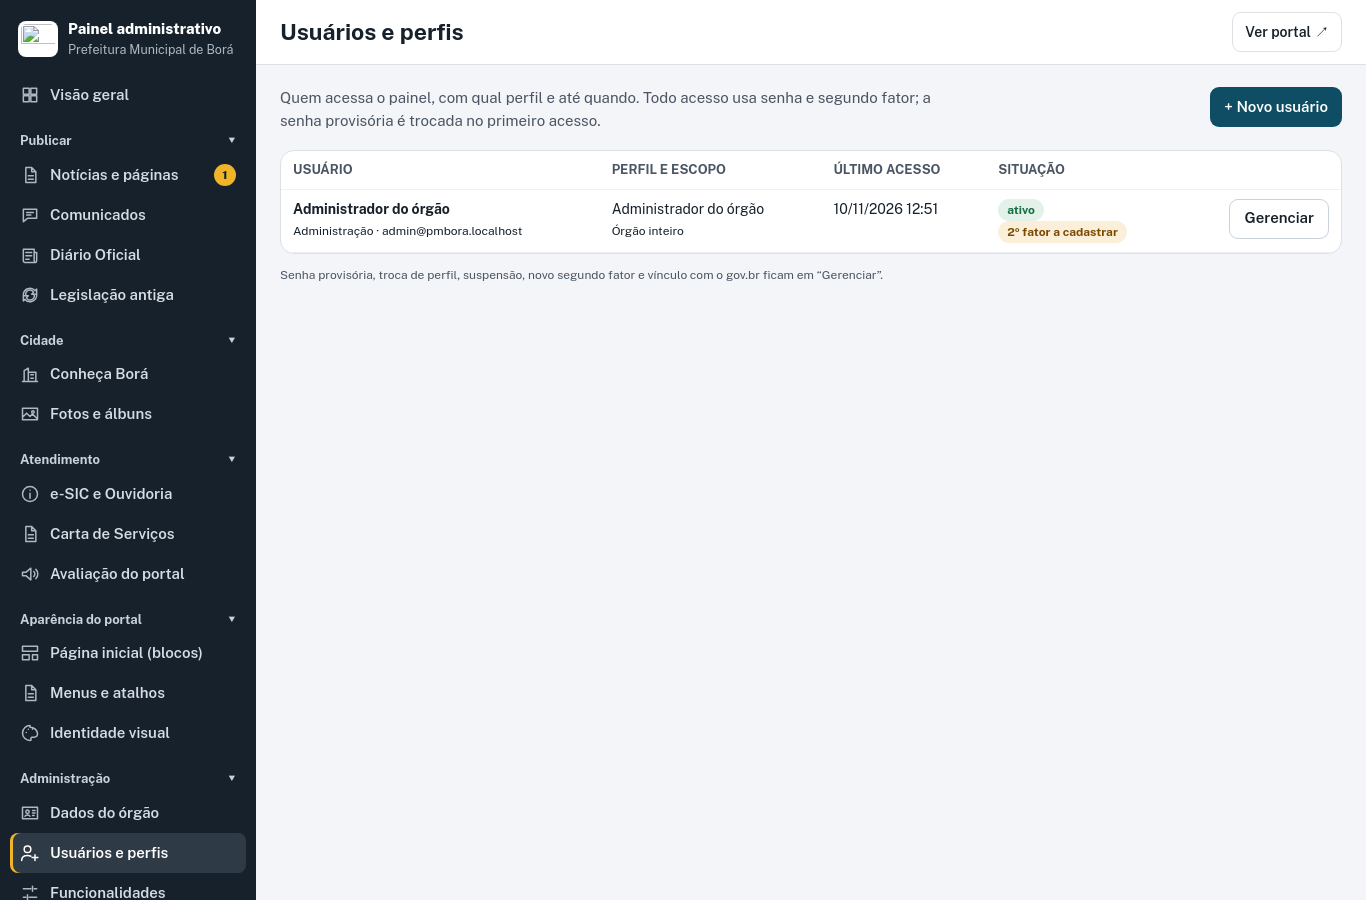 Painel administrativo
Prefeitura Municipal de Borá
Visão geral
Publicar ▼
Notícias e páginas 1
Comunicados
Diário Oficial
Legislação antiga
Cidade ▼
Conheça Borá
Fotos e álbuns
Atendimento ▼
e-SIC e Ouvidoria
Carta de Serviços
Avaliação do portal
Aparência do portal ▼
Página inicial (blocos)
Menus e atalhos
Identidade visual
Administração ▼
Dados do órgão
Usuários e perfis
Funcionalidades
Usuários e perfis
Ver portal ↗
Quem acessa o painel, com qual perfil e até quando. Todo acesso usa senha e segundo fator; a
senha provisória é trocada no primeiro acesso.
+ Novo usuário
USUÁRIO PERFIL E ESCOPO ÚLTIMO ACESSO SITUAÇÃO
Administrador do órgão Administrador do órgão 10/11/2026 12:51 ativo
Administração · admin@pmbora.localhost Órgão inteiro 2º fator a cadastrar
Gerenciar
Senha provisória, troca de perfil, suspensão, novo segundo fator e vínculo com o gov.br ficam em “Gerenciar”.